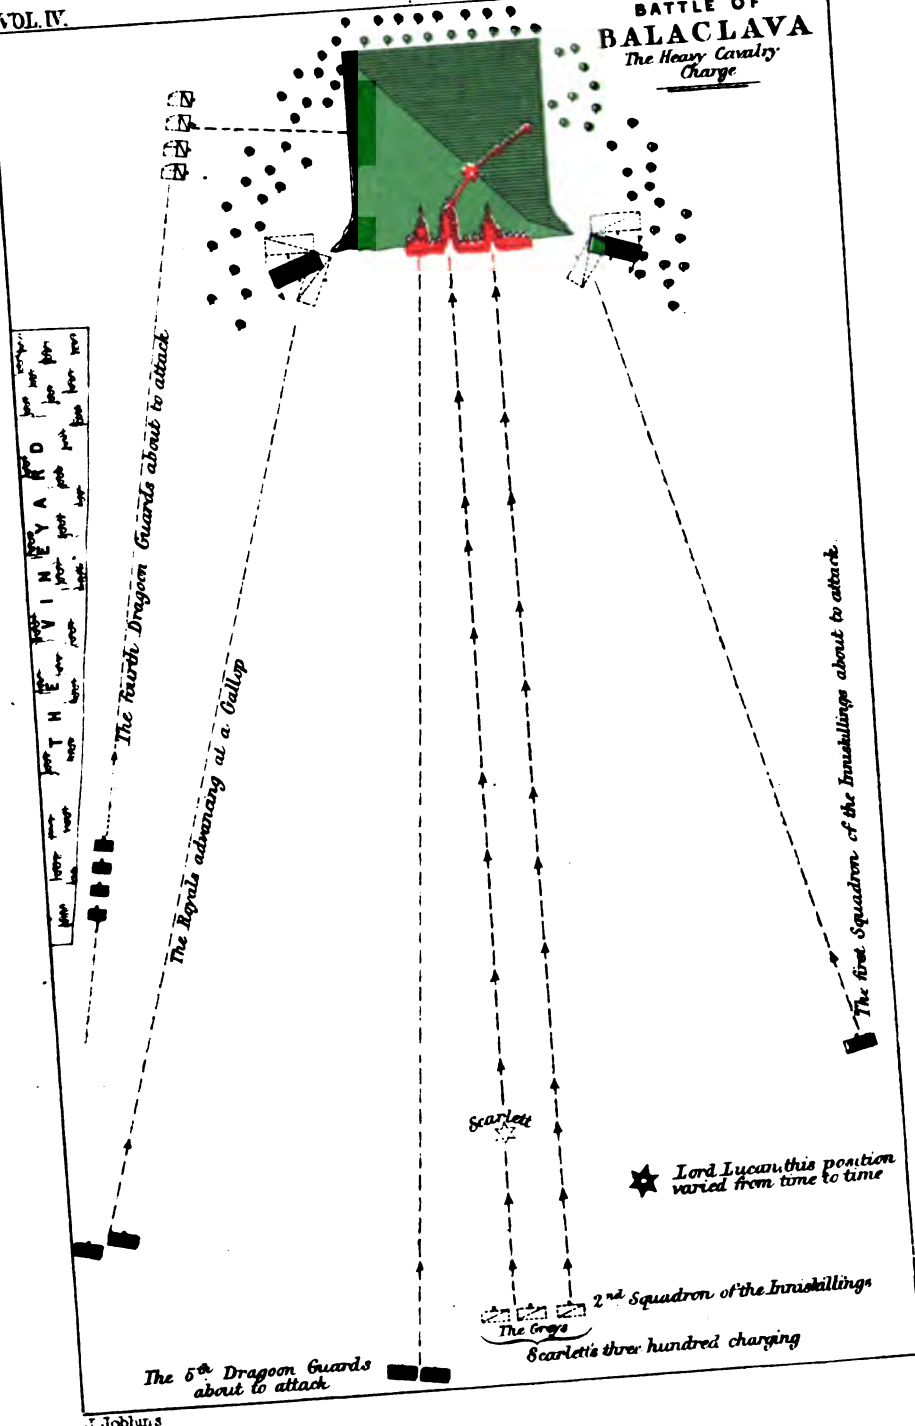 VOL. IV.
BATTLE OF
BALACLAVA
The Heavy Cavalry
Charge
THE VINEYARD
The Fourth Dragoon Guards about to attack
The Royals advancing at a Gallop
The first Squadron of the Inniskillings about to attack
Scarlett
Lord Lucan, this position
varied from time to time
2nd Squadron of the Inniskillings
The Greys
Scarlett's three hundred charging
The 5th Dragoon Guards
about to attack